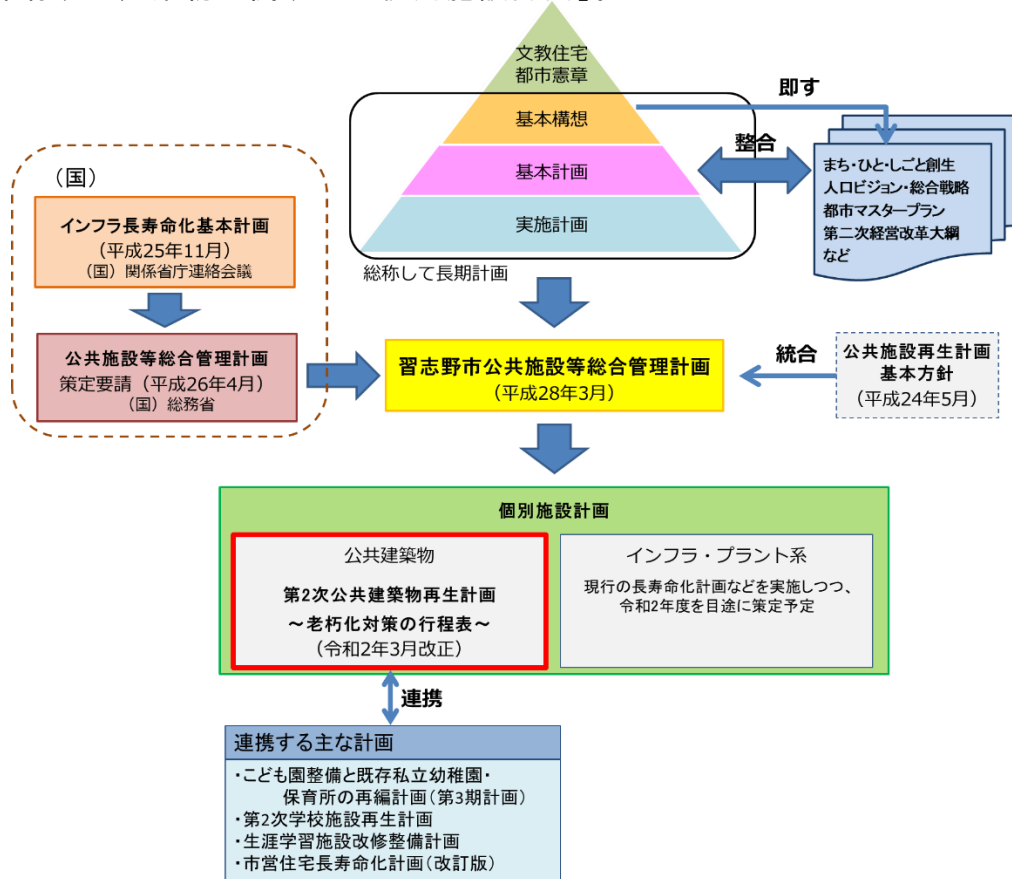 文教住宅
都市憲章
基本構想
基本計画
実施計画
総称して長期計画
即す
整合
まち・ひと・しごと創生
人口ビジョン・総合戦略
都市マスタープラン
第二次経営改革大綱
など
（国）
インフラ長寿命化基本計画
（平成25年11月）
（国）関係省庁連絡会議
公共施設等総合管理計画
策定要請（平成26年4月）
（国）総務省
習志野市公共施設等総合管理計画
（平成28年3月）
統合
公共施設再生計画
基本方針
（平成24年5月）
個別施設計画
公共建築物
第2次公共建築物再生計画
～老朽化対策の行程表～
（令和2年3月改正）
インフラ・プラント系
現行の長寿命化計画などを実施しつつ、
令和2年度を目途に策定予定
連携
連携する主な計画
・こども園整備と既存私立幼稚園・
保育所の再編計画（第3期計画）
・第2次学校施設再生計画
・生涯学習施設改修整備計画
・市営住宅長寿命化計画（改訂版）